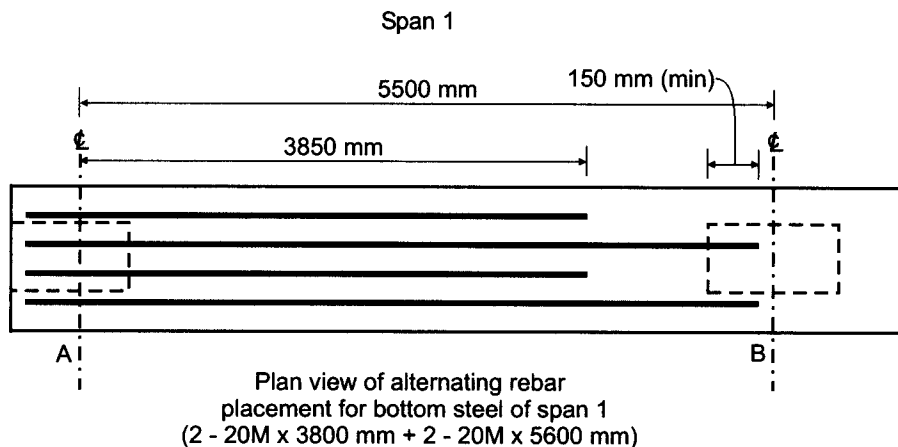 Span 1
150 mm (min)
5500 mm
℄ ℄
3850 mm
A B
Plan view of alternating rebar
placement for bottom steel of span 1
(2 - 20M x 3800 mm + 2 - 20M x 5600 mm)